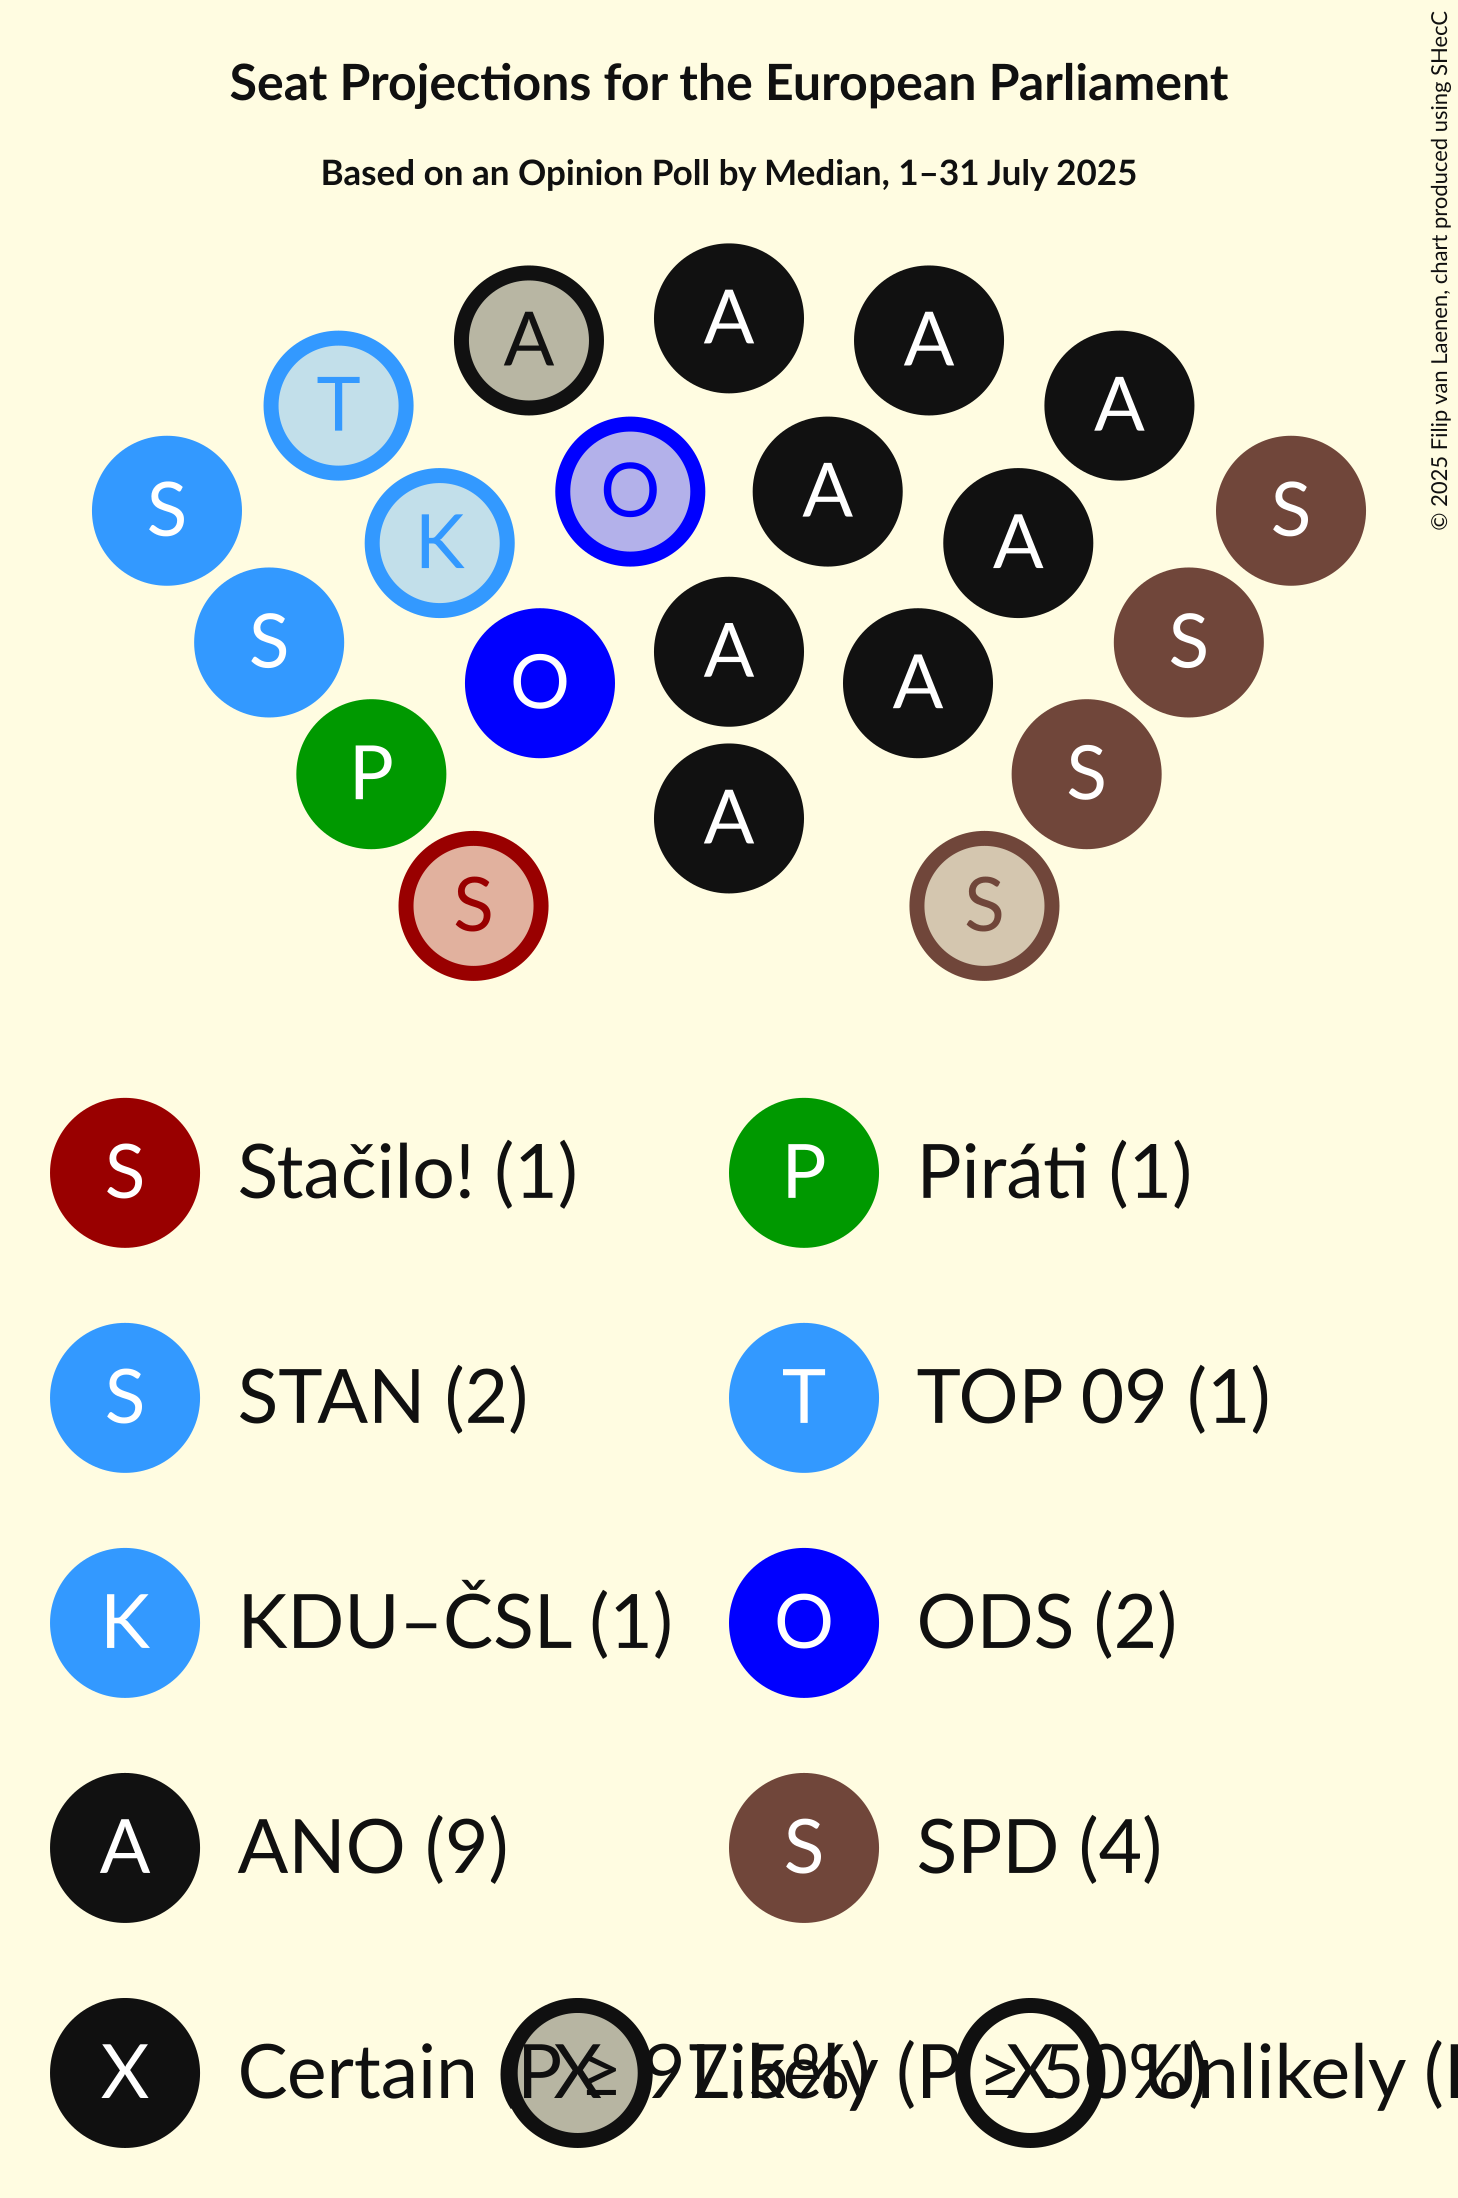 Seat Projections for the European Parliament
Based on an Opinion Poll by Median, 1–31 July 2025
© 2025 Filip van Laenen, chart produced using SHecC
A
A A
T A
S O A S
K A
S A S
O A
P S
A
S S
S Stačilo! (1) P Piráti (1)
S STAN (2) T TOP 09 (1)
K KDU–ČSL (1) O ODS (2)
A ANO (9) S SPD (4)
X Certain (P ≥ 97.5%) X Likely (P ≥ 50%) X Unlikely (